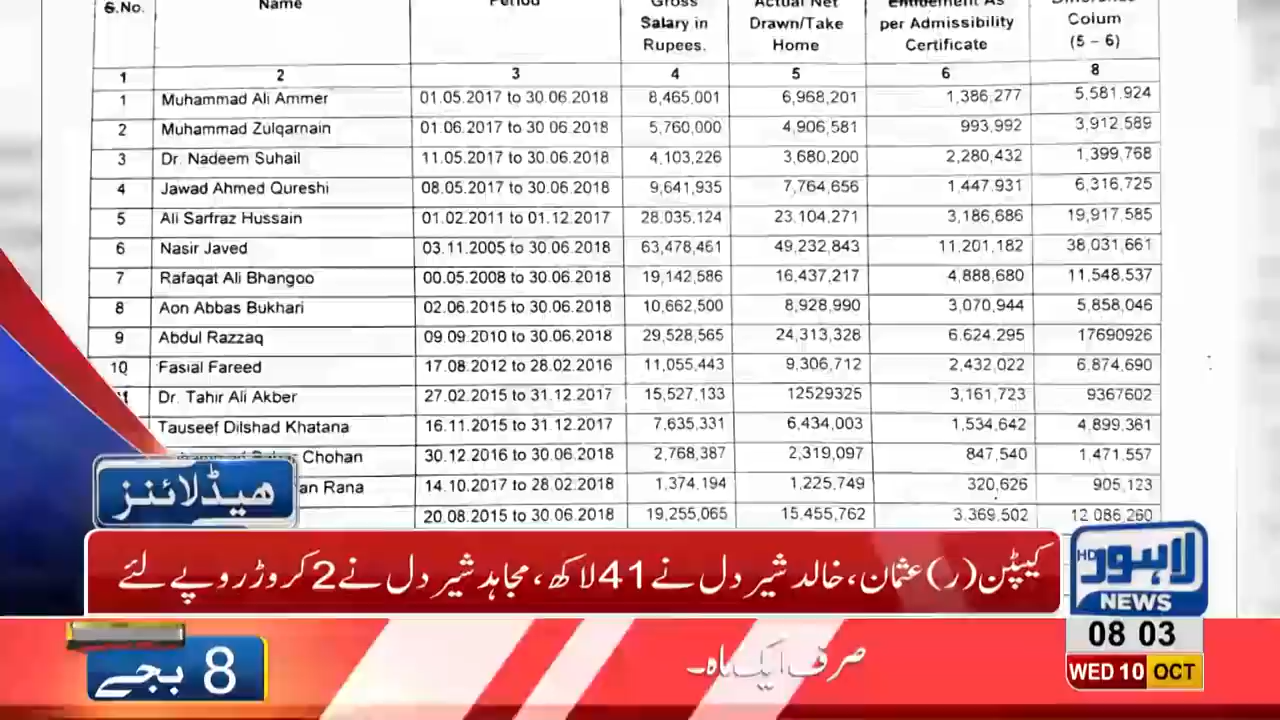 S.No. Name Period Gross Salary in Rupees. Actual Net Drawn/Take Home Entitlement As per Admissibility Certificate Difference Colum (5 – 6)
1 2 3 4 5 6 8
1 Muhammad Ali Ammer 01.05.2017 to 30.06.2018 8,465,001 6,968,201 1,386,277 5,581.924
2 Muhammad Zulqarnain 01.06.2017 to 30.06.2018 5,760,000 4,906,581 993,992 3,912,589
3 Dr. Nadeem Suhail 11.05.2017 to 30.06.2018 4,103,226 3,680,200 2,280,432 1,399,768
4 Jawad Ahmed Qureshi 08.05.2017 to 30.06.2018 9,641,935 7,764,656 1,447.931 6,316,725
5 Ali Sarfraz Hussain 01.02.2011 to 01.12.2017 28.035,124 23,104,271 3,186,686 19,917,585
6 Nasir Javed 03.11.2005 to 30.06.2018 63,478,461 49,232,843 11,201,182 38,031,661
7 Rafaqat Ali Bhangoo 00.05.2008 to 30.06.2018 19,142,586 16,437,217 4,888,680 11,548,537
8 Aon Abbas Bukhari 02.06.2015 to 30.06.2018 10,662,500 8,928,990 3,070,944 5,858,046
9 Abdul Razzaq 09.09.2010 to 30.06.2018 29,528,565 24,313,328 6.624.295 17690926
10 Fasial Fareed 17.08.2012 to 28.02.2016 11,055,443 9,306,712 2,432,022 6,874,690
11 Dr. Tahir Ali Akber 27.02.2015 to 31.12.2017 15,527,133 12529325 3,161,723 9367602
Tauseef Dilshad Khatana 16.11.2015 to 31.12.2017 7,635,331 6,434,003 1,534,642 4,899,361
Chohan 30.12.2016 to 30.06.2018 2,768,387 2,319,097 847,540 1,471.557
an Rana 14.10.2017 to 28.02.2018 1,374.194 1,225,749 320,626 905,123
20.08.2015 to 30.06.2018 19,255,065 15,455,762 3.369,502 12,086,260
ہیڈلائنز
کیپٹن (ر) عثمان، خالد شیر دل نے 41 لاکھ، مجاہد شیر دل نے 2 کروڑ روپے لئے
لاہور HD
NEWS
08 03
WED 10 OCT
8 بجے
صرف ایک ماہ۔